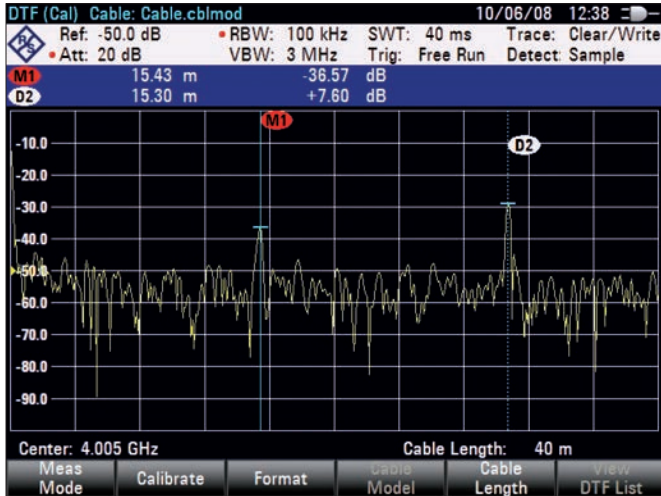 DTF (Cal) Cable: Cable.cblmod 10/06/08 12:38
R&S Ref: -50.0 dB RBW: 100 kHz SWT: 40 ms Trace: Clear/Write
Att: 20 dB VBW: 3 MHz Trig: Free Run Detect: Sample
M1 15.43 m -36.57 dB
D2 15.30 m +7.60 dB
M1
D2
-10.0
-20.0
-30.0
-40.0
-50.0
-60.0
-70.0
-80.0
-90.0
Center: 4.005 GHz Cable Length: 40 m
Meas Mode Calibrate Format Cable Model Cable Length View DTF List